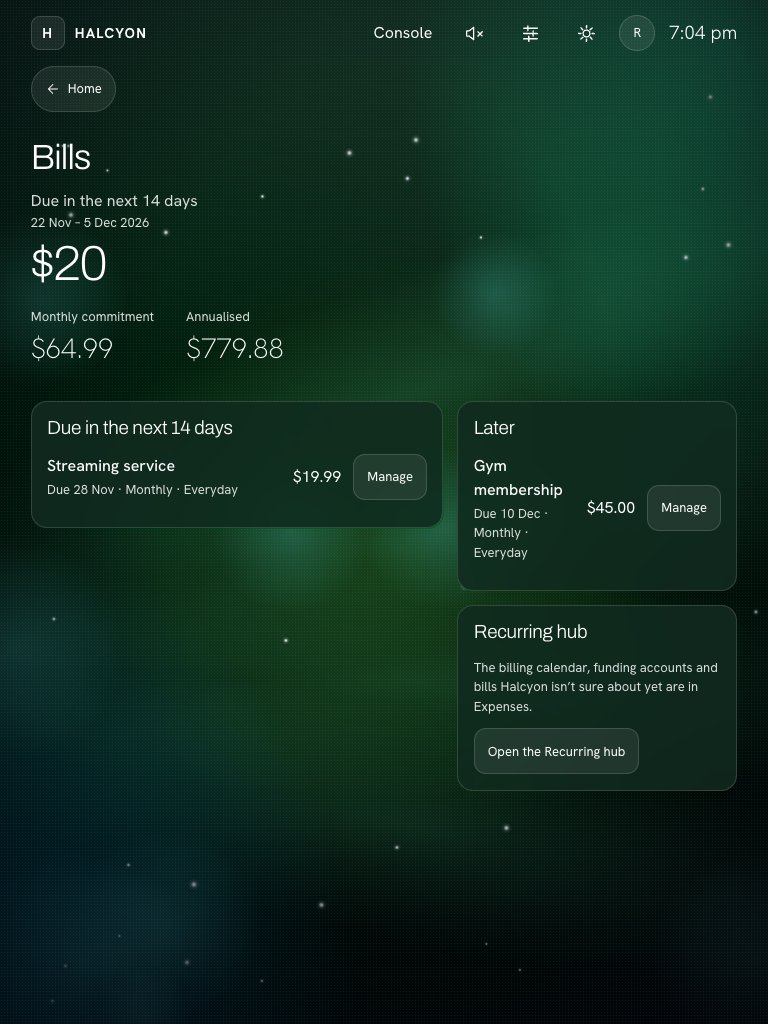 H HALCYON Console R 7:04 pm
← Home
Bills
Due in the next 14 days
22 Nov – 5 Dec 2026
$20
Monthly commitment Annualised
$64.99 $779.88
Due in the next 14 days
Streaming service
Due 28 Nov · Monthly · Everyday
$19.99 Manage
Later
Gym
membership
Due 10 Dec ·
Monthly ·
Everyday
$45.00 Manage
Recurring hub
The billing calendar, funding accounts and
bills Halcyon isn’t sure about yet are in
Expenses.
Open the Recurring hub